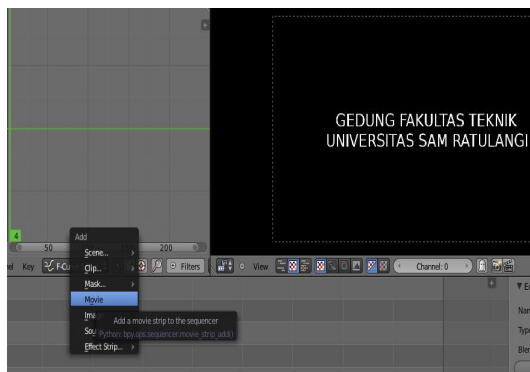 GEDUNG FAKULTAS TEKNIK
UNIVERSITAS SAM RATULANGI
4
50
200
Key
Filters
View
Channel: 0
Add
Scene...
Clip...
Mask...
Movie
Add a movie strip to the sequencer
Python: bpy.ops.sequencer.movie_strip_add()
Effect Strip...